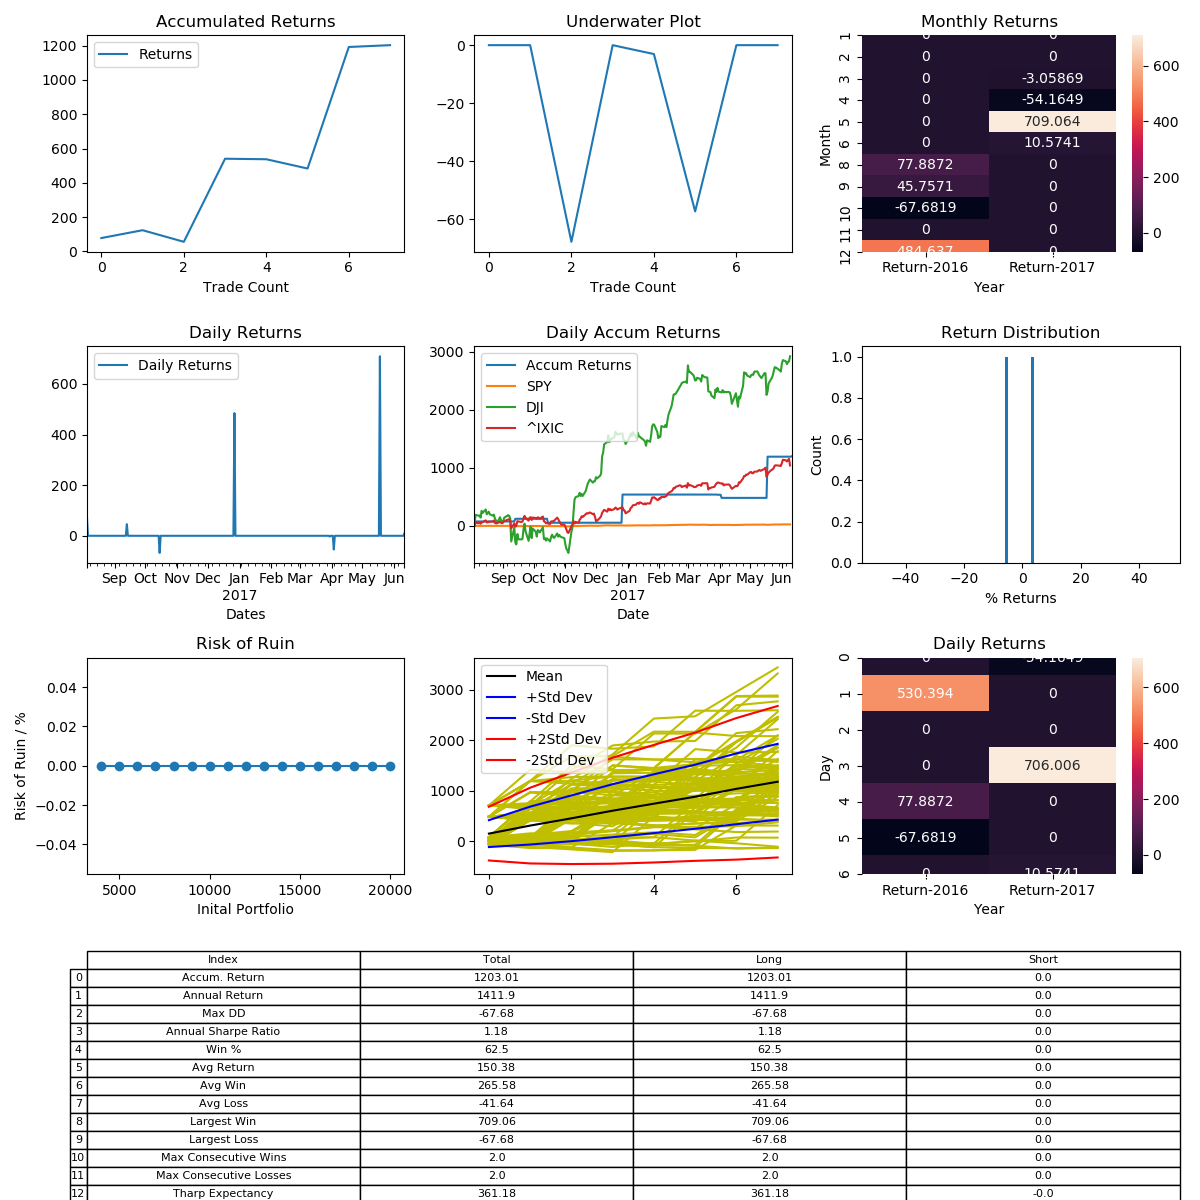 Accumulated Returns
Returns
1200
1000
800
600
400
200
0
0 2 4 6
Trade Count
Underwater Plot
0
−20
−40
−60
0 2 4 6
Trade Count
Monthly Returns
Month
1 0 0
2 0 0
3 0 -3.05869
4 0 -54.1649
5 0 709.064
6 0 10.5741
8 77.8872 0
9 45.7571 0
10 -67.6819 0
11 0 0
12 484.637 0
Return-2016 Return-2017
Year
600
400
200
0
Daily Returns
Daily Returns
600
400
200
0
Sep Oct Nov Dec Jan Feb Mar Apr May Jun
2017
Dates
Daily Accum Returns
Accum Returns
SPY
DJI
^IXIC
3000
2000
1000
0
Sep Oct Nov Dec Jan Feb Mar Apr May Jun
2017
Date
Return Distribution
Count
1.0
0.8
0.6
0.4
0.2
0.0
−40 −20 0 20 40
% Returns
Risk of Ruin
Risk of Ruin / %
0.04
0.02
0.00
−0.02
−0.04
5000 10000 15000 20000
Inital Portfolio
Mean
+Std Dev
-Std Dev
+2Std Dev
-2Std Dev
3000
2000
1000
0
0 2 4 6
Daily Returns
Day
0 0 -54.1649
1 530.394 0
2 0 0
3 0 706.006
4 77.8872 0
5 -67.6819 0
6 0 10.5741
Return-2016 Return-2017
Year
600
400
200
0
Index Total Long Short
0 Accum. Return 1203.01 1203.01 0.0
1 Annual Return 1411.9 1411.9 0.0
2 Max DD -67.68 -67.68 0.0
3 Annual Sharpe Ratio 1.18 1.18 0.0
4 Win % 62.5 62.5 0.0
5 Avg Return 150.38 150.38 0.0
6 Avg Win 265.58 265.58 0.0
7 Avg Loss -41.64 -41.64 0.0
8 Largest Win 709.06 709.06 0.0
9 Largest Loss -67.68 -67.68 0.0
10 Max Consecutive Wins 2.0 2.0 0.0
11 Max Consecutive Losses 2.0 2.0 0.0
12 Tharp Expectancy 361.18 361.18 -0.0